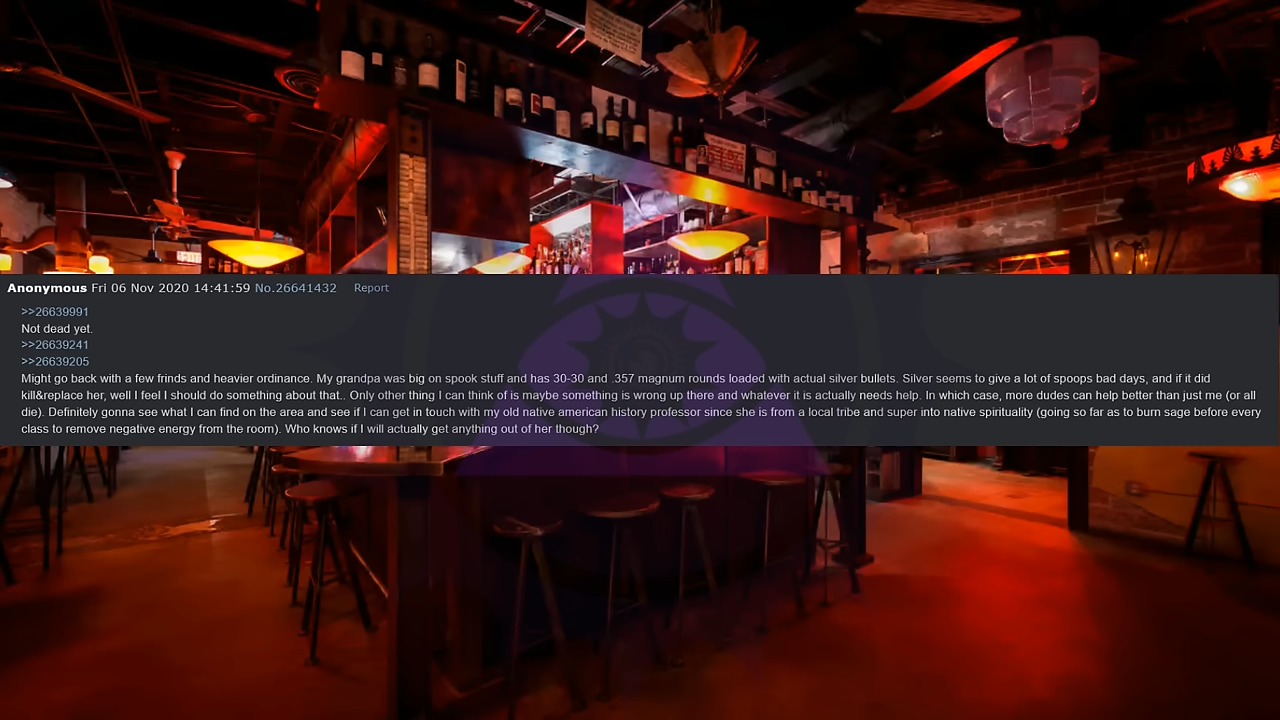 Anonymous Fri 06 Nov 2020 14:41:59 No.26641432 Report
>>26639991
Not dead yet.
>>26639241
>>26639205
Might go back with a few frinds and heavier ordinance. My grandpa was big on spook stuff and has 30-30 and .357 magnum rounds loaded with actual silver bullets. Silver seems to give a lot of spoops bad days, and if it did
kill&replace her, well I feel I should do something about that.. Only other thing I can think of is maybe something is wrong up there and whatever it is actually needs help. In which case, more dudes can help better than just me (or all
die). Definitely gonna see what I can find on the area and see if I can get in touch with my old native american history professor since she is from a local tribe and super into native spirituality (going so far as to burn sage before every
class to remove negative energy from the room). Who knows if I will actually get anything out of her though?